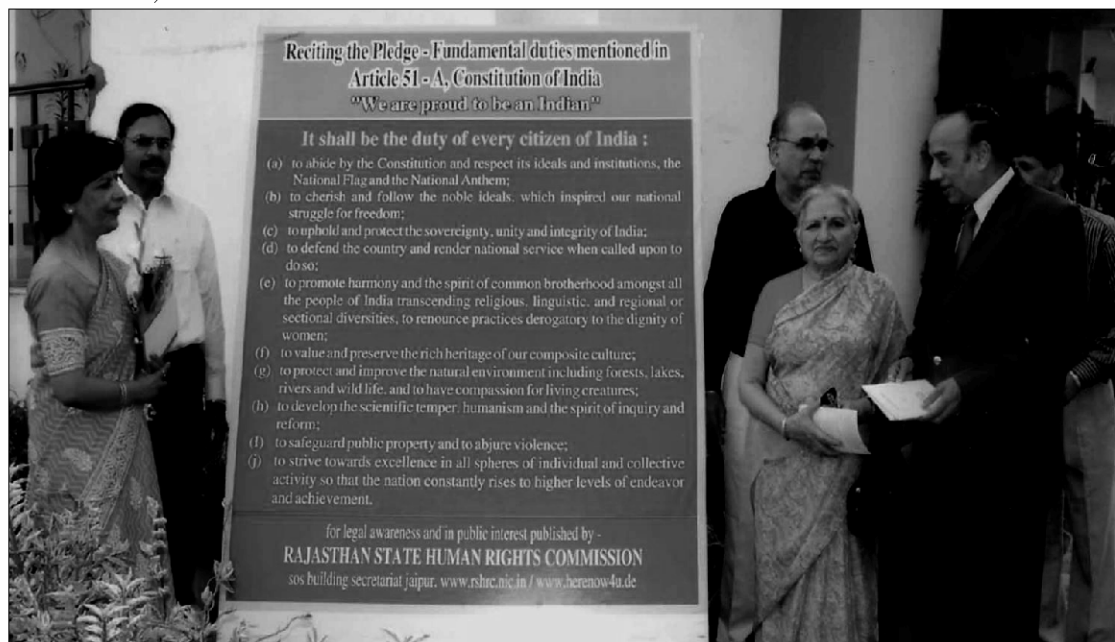 Reciting the Pledge - Fundamental duties mentioned in
Article 51 - A, Constitution of India
"We are proud to be an Indian"
It shall be the duty of every citizen of India :
(a) to abide by the Constitution and respect its ideals and institutions, the
National Flag and the National Anthem;
(b) to cherish and follow the noble ideals, which inspired our national
struggle for freedom;
(c) to uphold and protect the sovereignty, unity and integrity of India;
(d) to defend the country and render national service when called upon to
do so;
(e) to promote harmony and the spirit of common brotherhood amongst all
the people of India transcending religious, linguistic, and regional or
sectional diversities, to renounce practices derogatory to the dignity of
women;
(f) to value and preserve the rich heritage of our composite culture;
(g) to protect and improve the natural environment including forests, lakes,
rivers and wild life, and to have compassion for living creatures;
(h) to develop the scientific temper, humanism and the spirit of inquiry and
reform;
(I) to safeguard public property and to abjure violence;
(j) to strive towards excellence in all spheres of individual and collective
activity so that the nation constantly rises to higher levels of endeavor
and achievement.
for legal awareness and in public interest published by -
RAJASTHAN STATE HUMAN RIGHTS COMMISSION
sos building secretariat jaipur, www.rshrc.nic.in / www.herenow4u.de